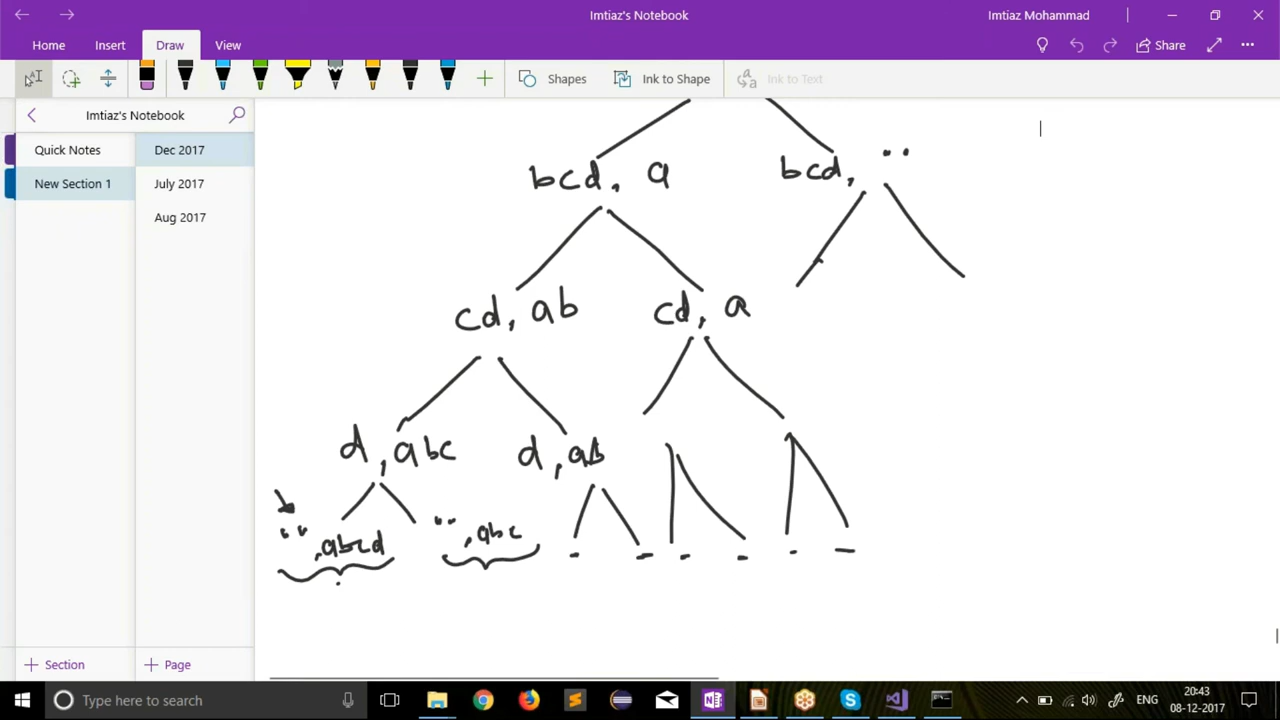 Imtiaz's Notebook
Imtiaz Mohammad
Home Insert Draw View
Share
Shapes
Ink to Shape
Ink to Text
Imtiaz's Notebook
Quick Notes
New Section 1
Dec 2017
July 2017
Aug 2017
bcd, a
bcd, ..
cd, ab
cd, a
d, abc
d, ab
"", abcd
"", abc
+ Section
+ Page
Type here to search
ENG
20:43
08-12-2017